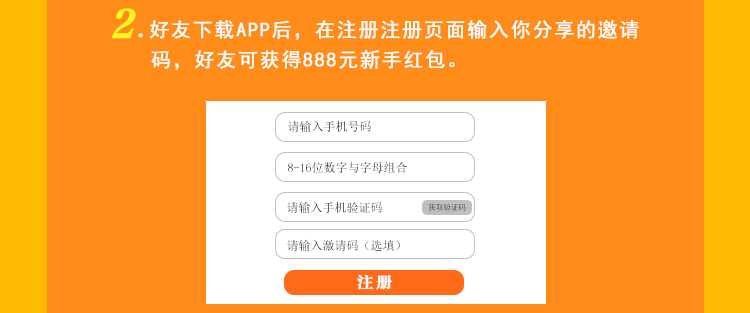 2.好友下载APP后，在注册注册页面输入你分享的邀请
码，好友可获得888元新手红包。
请输入手机号码
8-16位数字与字母组合
请输入手机验证码 获取验证码
请输入激请码（选填）
注册